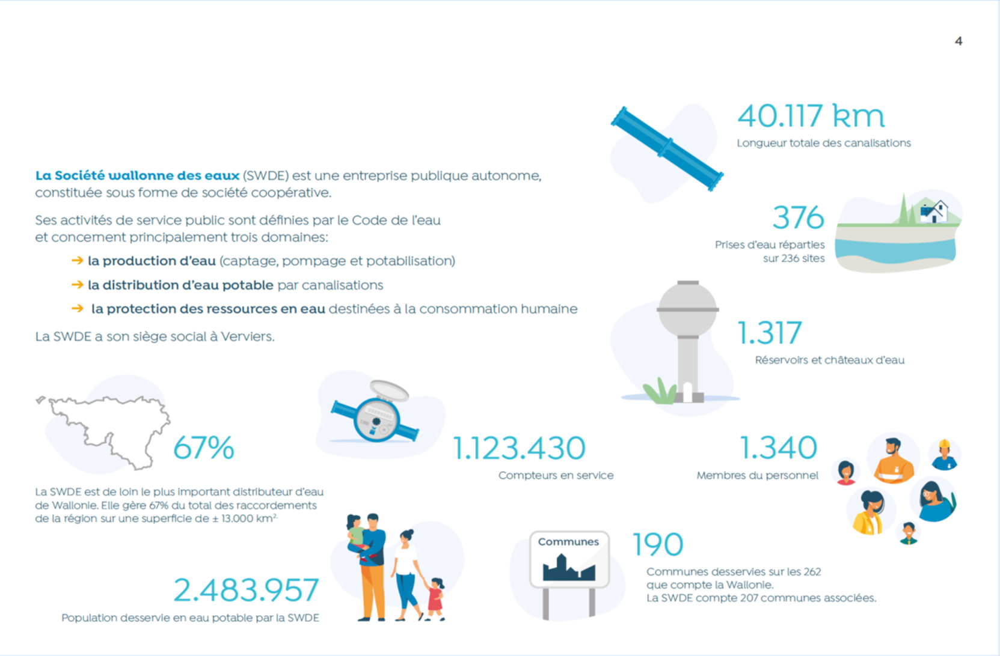 4
La Société wallonne des eaux (SWDE) est une entreprise publique autonome,
constituée sous forme de société coopérative.
Ses activités de service public sont définies par le Code de l'eau
et concernent principalement trois domaines:
➔ la production d'eau (captage, pompage et potabilisation)
➔ la distribution d'eau potable par canalisations
➔ la protection des ressources en eau destinées à la consommation humaine
La SWDE a son siège social à Verviers.
40.117 km
Longueur totale des canalisations
376
Prises d'eau réparties
sur 236 sites
1.317
Réservoirs et châteaux d'eau
67%
La SWDE est de loin le plus important distributeur d'eau
de Wallonie. Elle gère 67% du total des raccordements
de la région sur une superficie de ± 13.000 km².
1.123.430
Compteurs en service
1.340
Membres du personnel
2.483.957
Population desservie en eau potable par la SWDE
Communes
190
Communes desservies sur les 262
que compte la Wallonie.
La SWDE compte 207 communes associées.